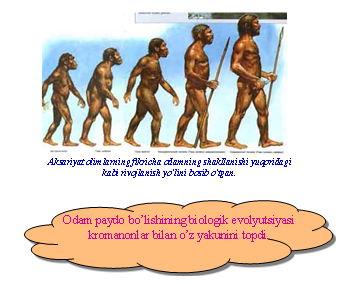 Aksariyat olimlarning fikricha odamning shakllanishi yuqoridagi
kabi rivojlanish yo'lini bosib o'tgan.
Odam paydo bo'lishining biologik evolyutsiyasi
kromanonlar bilan o'z yakunini topdi